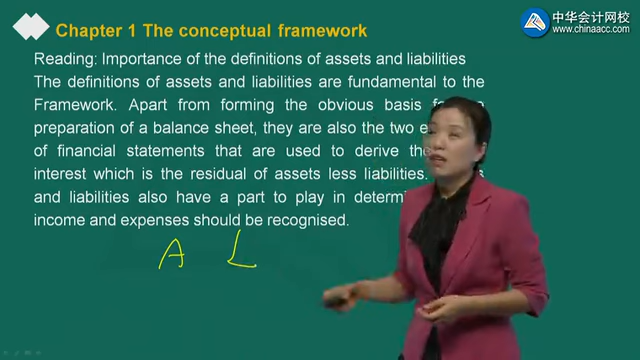 Chapter 1 The conceptual framework
中华会计网校
www.chinaacc.com
Reading: Importance of the definitions of assets and liabilities
The definitions of assets and liabilities are fundamental to the
Framework. Apart from forming the obvious basis
preparation of a balance sheet, they are also the two
of financial statements that are used to derive
interest which is the residual of assets less liabilities.
and liabilities also have a part to play in
income and expenses should be recognised.
A L